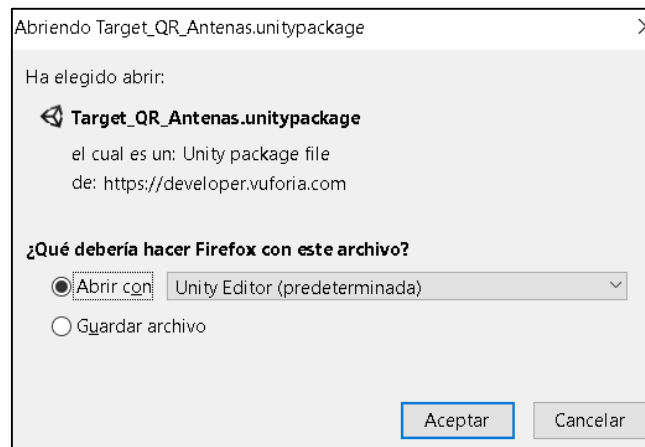 Abriendo Target_QR_Antenas.unitypackage
Ha elegido abrir:
Target_QR_Antenas.unitypackage
el cual es un: Unity package file
de: https://developer.vuforia.com
¿Qué debería hacer Firefox con este archivo?
Abrir con Unity Editor (predeterminada)
Guardar archivo
Aceptar Cancelar